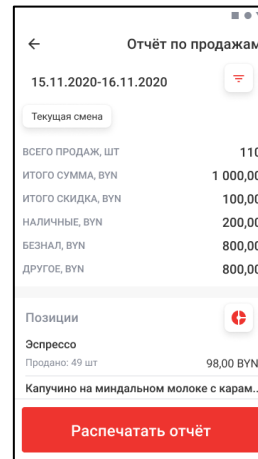 Отчёт по продажам
15.11.2020-16.11.2020
Текущая смена
ВСЕГО ПРОДАЖ, ШТ 110
ИТОГО СУММА, BYN 1 000,00
ИТОГО СКИДКА, BYN 100,00
НАЛИЧНЫЕ, BYN 200,00
БЕЗНАЛ, BYN 800,00
ДРУГОЕ, BYN 800,00
Позиции
Эспрессо
Продано: 49 шт 98,00 BYN
Капучино на миндальном молоке с карам..
Распечатать отчёт